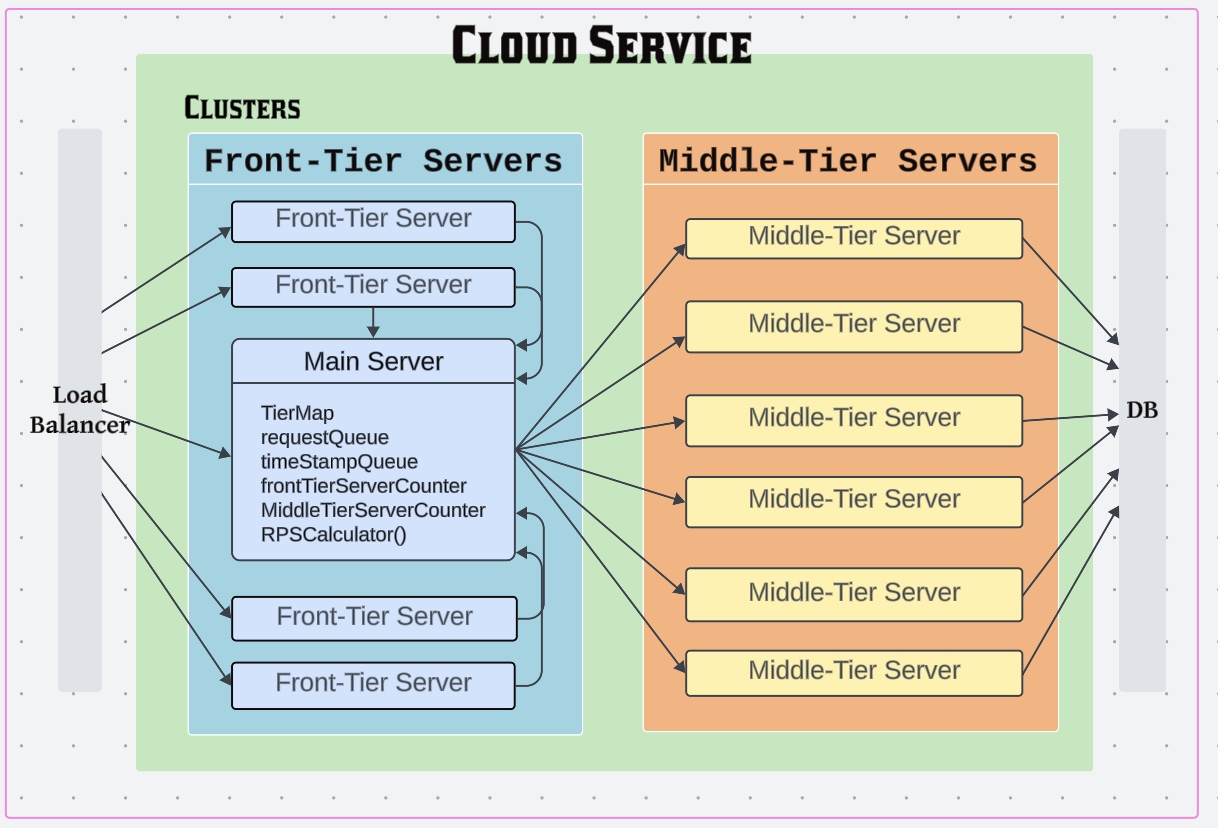 Cloud Service
Clusters
Front-Tier Servers
Front-Tier Server
Front-Tier Server
Main Server
TierMap
requestQueue
timeStampQueue
frontTierServerCounter
MiddleTierServerCounter
RPSCalculator()
Front-Tier Server
Front-Tier Server
Middle-Tier Servers
Middle-Tier Server
Middle-Tier Server
Middle-Tier Server
Middle-Tier Server
Middle-Tier Server
Middle-Tier Server
Load
Balancer
DB